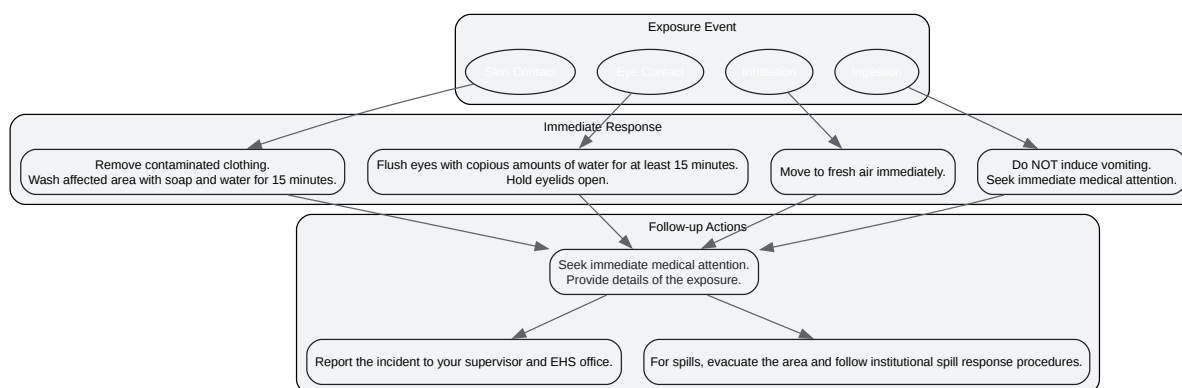 Exposure Event
Skin Contact
Eye Contact
Inhalation
Ingestion
Immediate Response
Remove contaminated clothing.
Wash affected area with soap and water for 15 minutes.
Flush eyes with copious amounts of water for at least 15 minutes.
Hold eyelids open.
Move to fresh air immediately.
Do NOT induce vomiting.
Seek immediate medical attention.
Follow-up Actions
Seek immediate medical attention.
Provide details of the exposure.
Report the incident to your supervisor and EHS office.
For spills, evacuate the area and follow institutional spill response procedures.